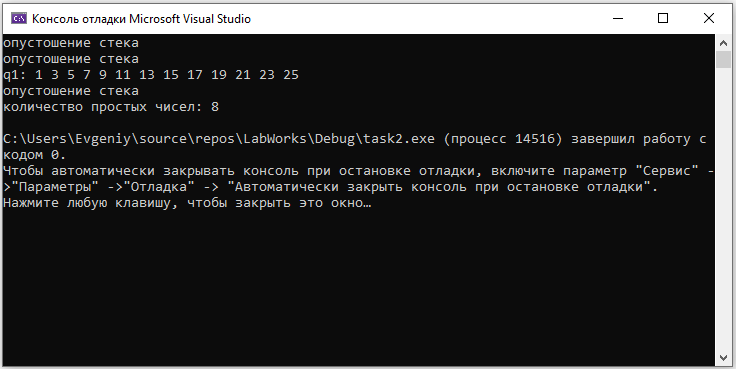 Консоль отладки Microsoft Visual Studio
опустошение стека
опустошение стека
q1: 1 3 5 7 9 11 13 15 17 19 21 23 25
опустошение стека
количество простых чисел: 8
C:\Users\Evgeniy\source\repos\LabWorks\Debug\task2.exe (процесс 14516) завершил работу с
кодом 0.
Чтобы автоматически закрывать консоль при остановке отладки, включите параметр "Сервис" -
>"Параметры" ->"Отладка" -> "Автоматически закрыть консоль при остановке отладки".
Нажмите любую клавишу, чтобы закрыть это окно…